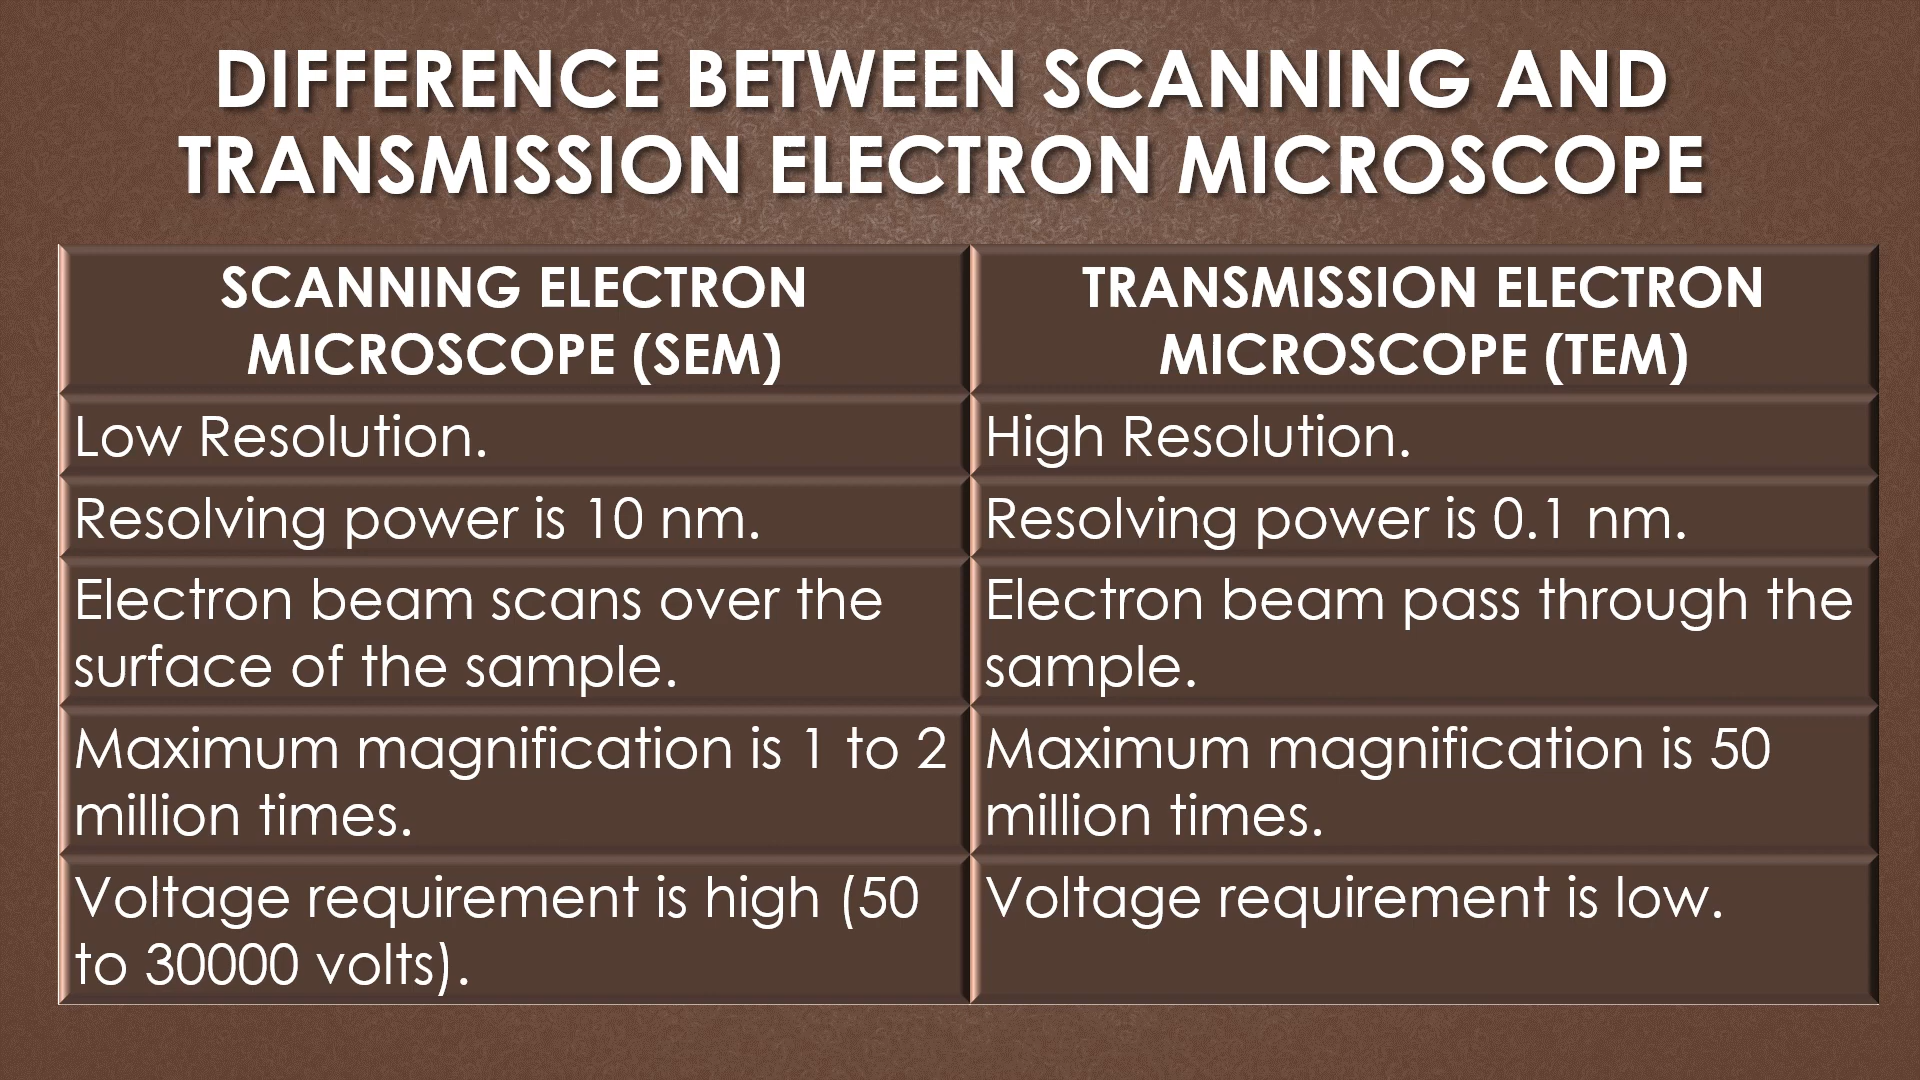 DIFFERENCE BETWEEN SCANNING AND
TRANSMISSION ELECTRON MICROSCOPE
SCANNING ELECTRON
MICROSCOPE (SEM)
TRANSMISSION ELECTRON
MICROSCOPE (TEM)
Low Resolution.
High Resolution.
Resolving power is 10 nm.
Resolving power is 0.1 nm.
Electron beam scans over the
surface of the sample.
Electron beam pass through the
sample.
Maximum magnification is 1 to 2
million times.
Maximum magnification is 50
million times.
Voltage requirement is high (50
to 30000 volts).
Voltage requirement is low.